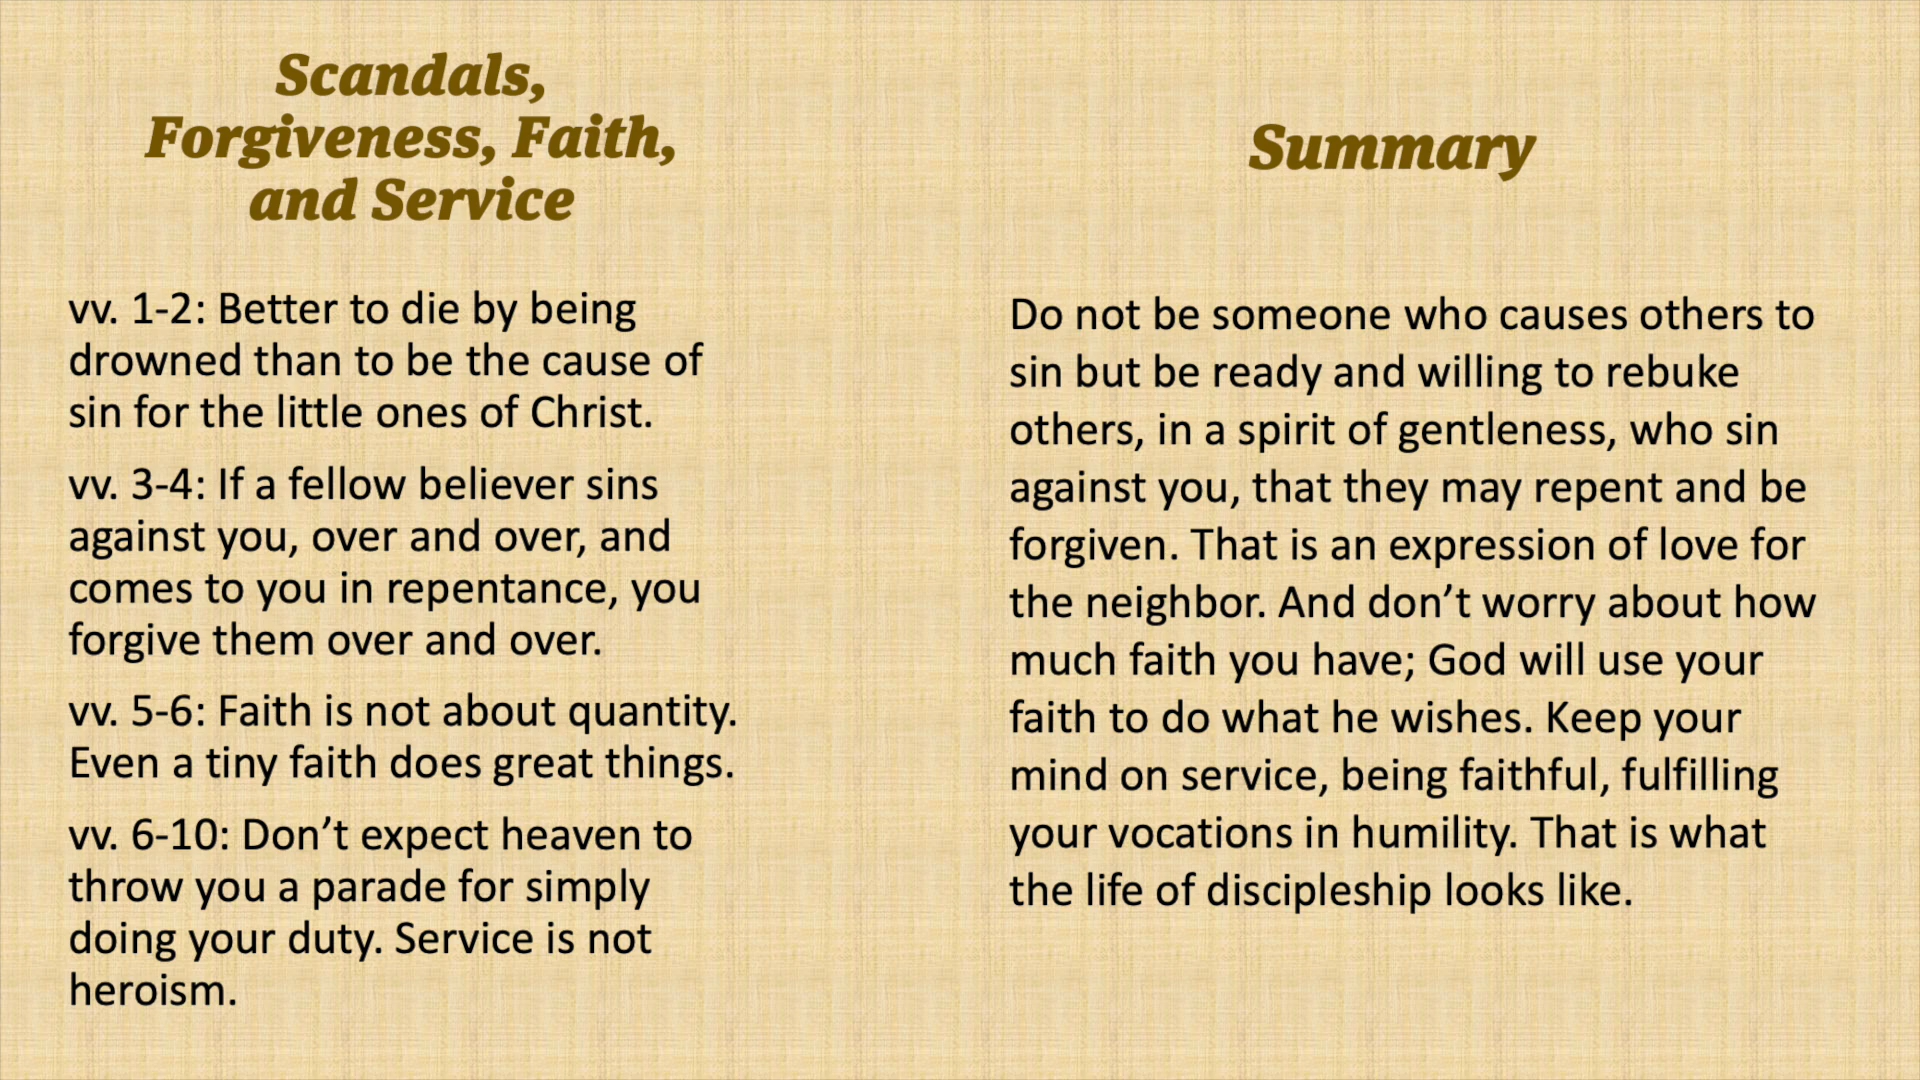 Scandals,
Forgiveness, Faith,
and Service
vv. 1-2: Better to die by being
drowned than to be the cause of
sin for the little ones of Christ.
vv. 3-4: If a fellow believer sins
against you, over and over, and
comes to you in repentance, you
forgive them over and over.
vv. 5-6: Faith is not about quantity.
Even a tiny faith does great things.
vv. 6-10: Don’t expect heaven to
throw you a parade for simply
doing your duty. Service is not
heroism.
Summary
Do not be someone who causes others to
sin but be ready and willing to rebuke
others, in a spirit of gentleness, who sin
against you, that they may repent and be
forgiven. That is an expression of love for
the neighbor. And don’t worry about how
much faith you have; God will use your
faith to do what he wishes. Keep your
mind on service, being faithful, fulfilling
your vocations in humility. That is what
the life of discipleship looks like.